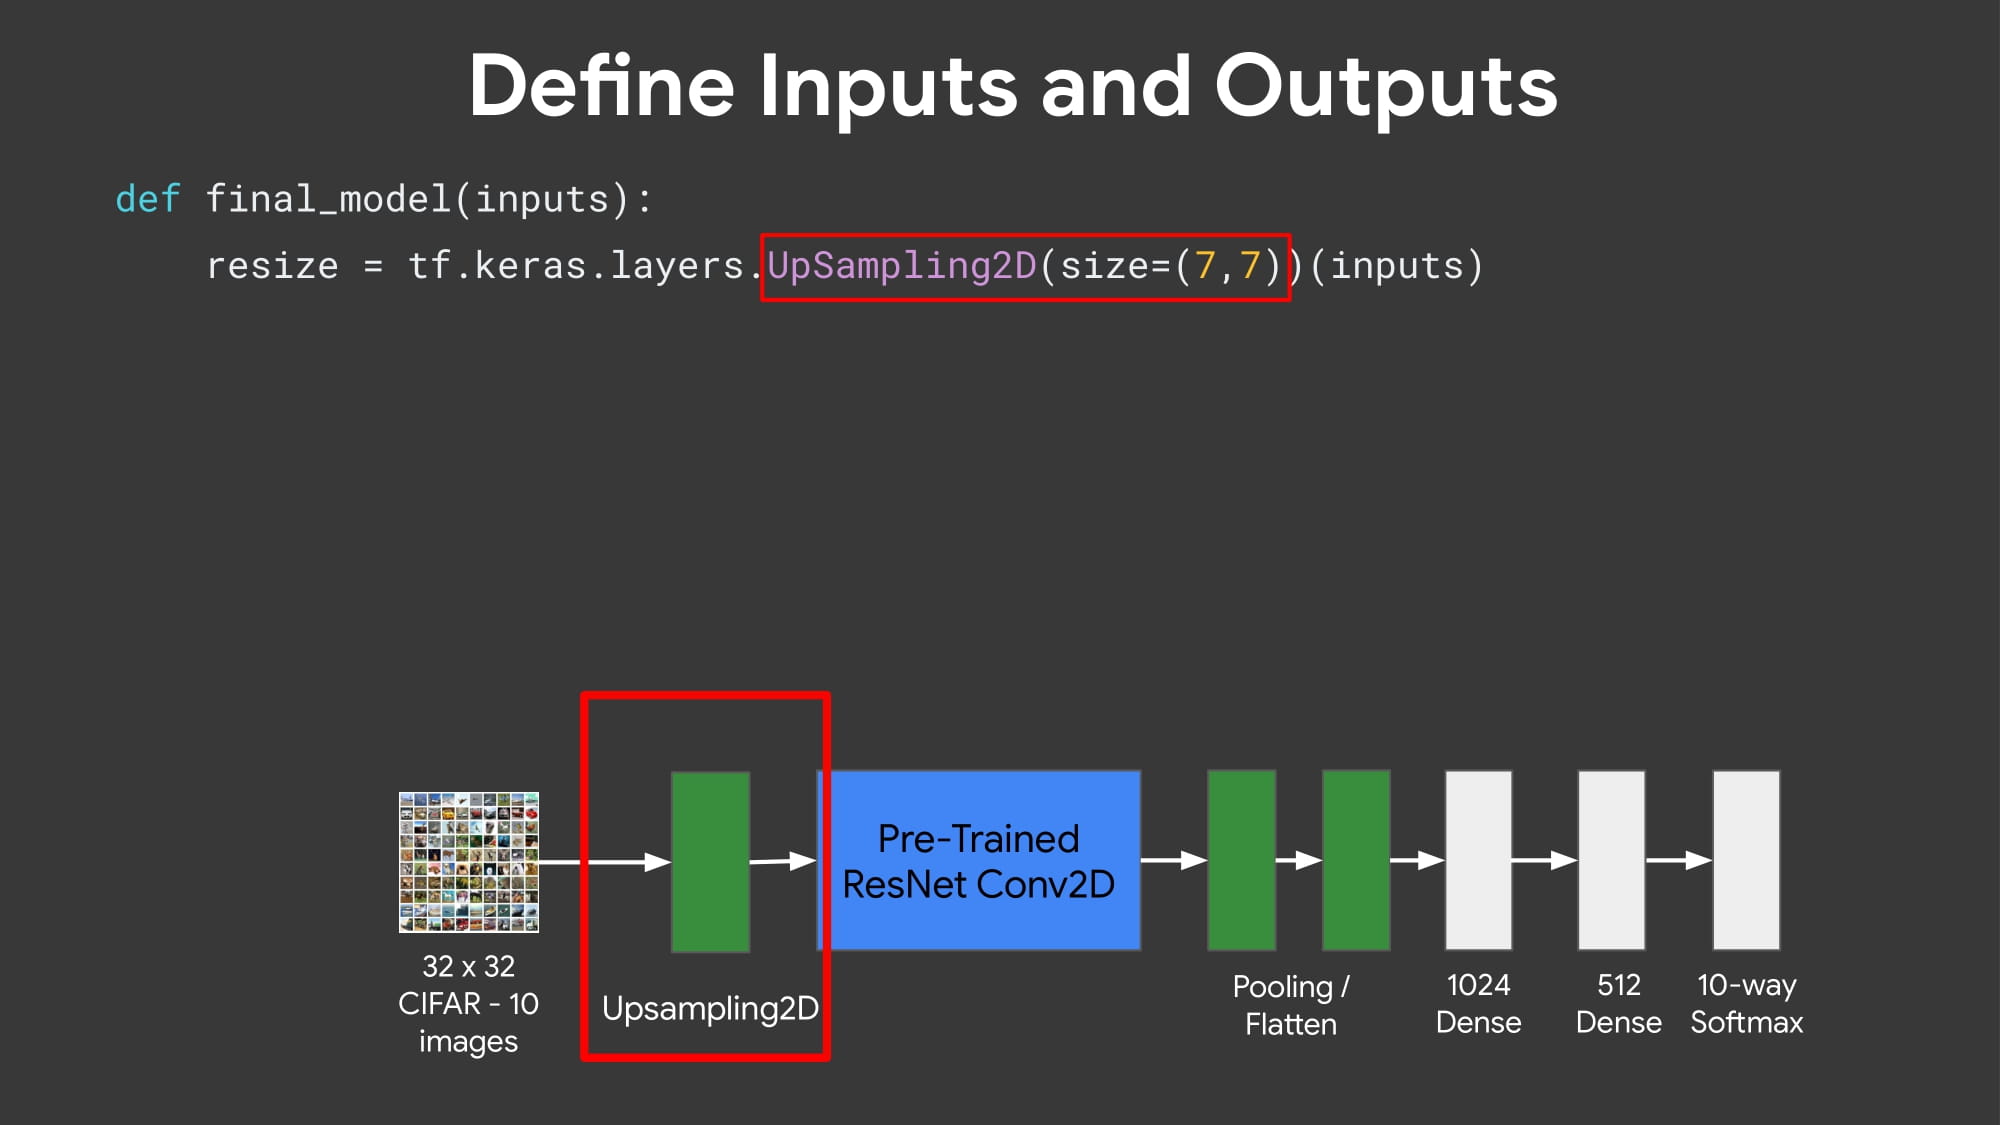 Define Inputs and Outputs
def final_model(inputs):
    resize = tf.keras.layers.UpSampling2D(size=(7,7))(inputs)
Pre-Trained
ResNet Conv2D
32 x 32
CIFAR - 10
images
Upsampling2D
Pooling /
Flatten
1024
Dense
512
Dense
10-way
Softmax